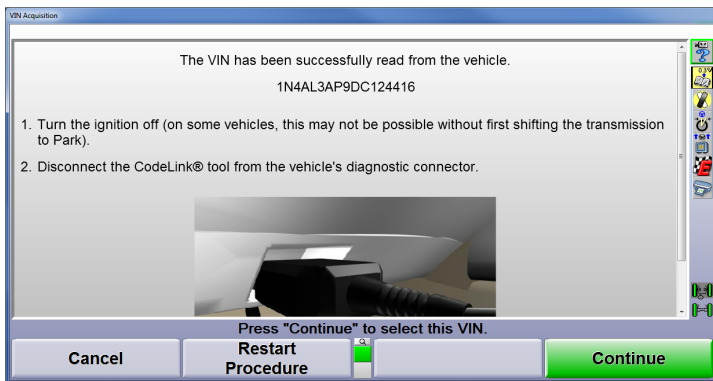 VIN Acquisition
The VIN has been successfully read from the vehicle.
1N4AL3AP9DC124416
1. Turn the ignition off (on some vehicles, this may not be possible without first shifting the transmission
to Park).
2. Disconnect the CodeLink® tool from the vehicle's diagnostic connector.
Press "Continue" to select this VIN.
Cancel
Restart
Procedure
Continue